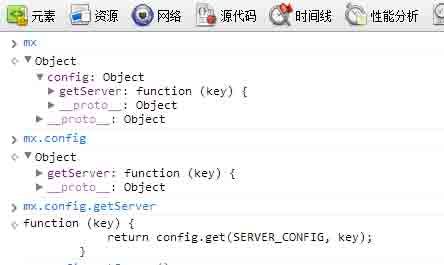 元素 资源 网络 源代码 时间线 性能分析
> mx
<· ▼Object
▼config: Object
▶getServer: function (key) {
▶__proto__: Object
▶__proto__: Object
> mx.config
<· ▼Object
▶getServer: function (key) {
▶__proto__: Object
> mx.config.getServer
<· function (key) {
return config.get(SERVER_CONFIG, key);
}